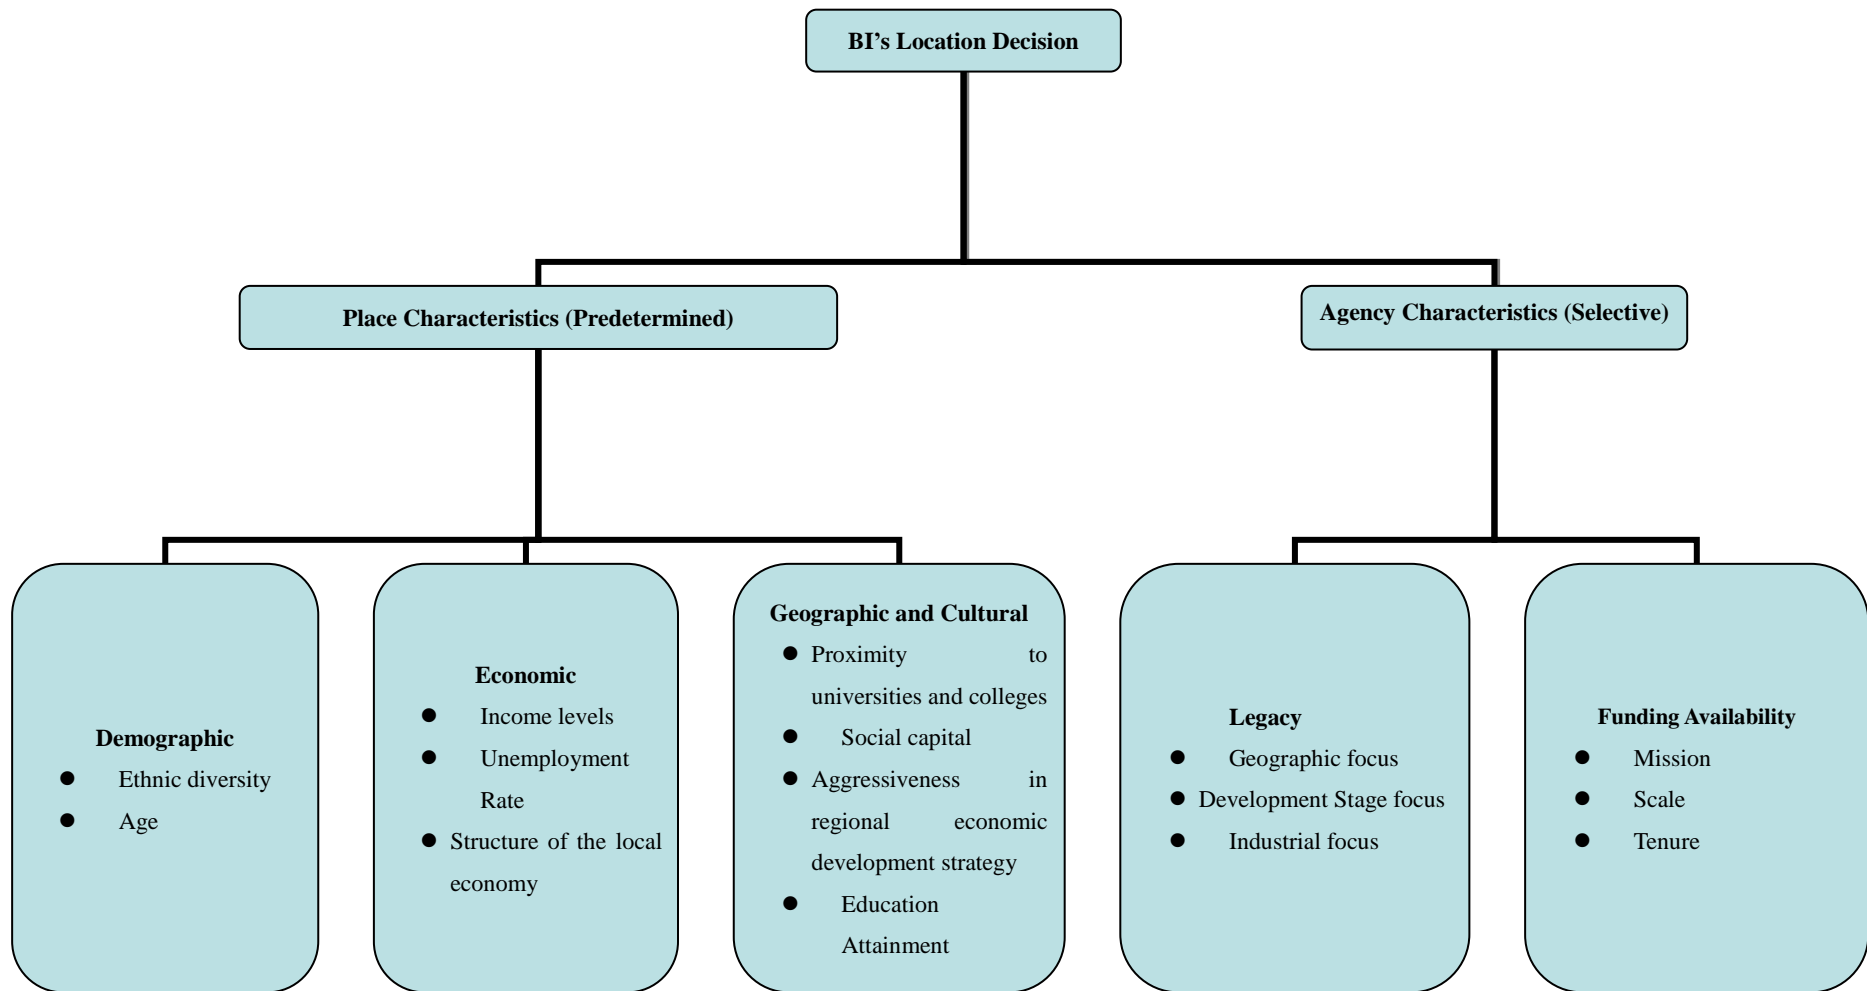 BI’s Location Decision
Place Characteristics (Predetermined)
Agency Characteristics (Selective)
Demographic
● Ethnic diversity
● Age
Economic
● Income levels
● Unemployment
Rate
● Structure of the local
economy
Geographic and Cultural
● Proximity to
universities and colleges
● Social capital
● Aggressiveness in
regional economic
development strategy
● Education
Attainment
Legacy
● Geographic focus
● Development Stage focus
● Industrial focus
Funding Availability
● Mission
● Scale
● Tenure